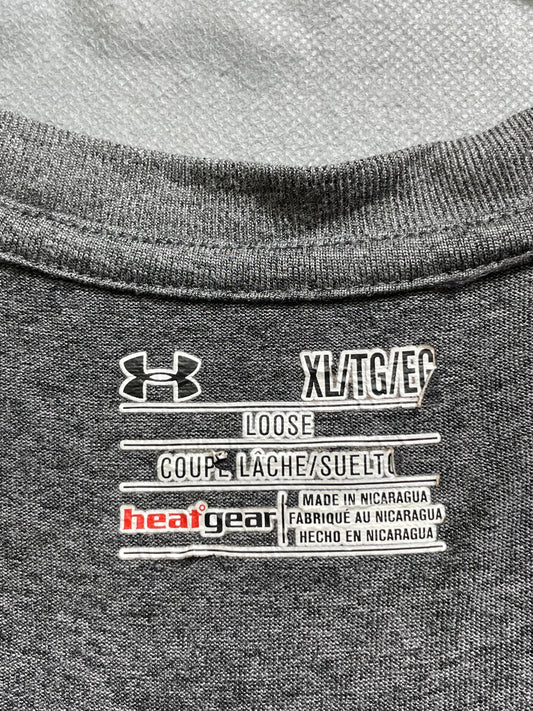 XL/TG/EG
LOOSE
COUPE LÂCHE/SUELTO
heatgear
MADE IN NICARAGUA
FABRIQUÉ AU NICARAGUA
HECHO EN NICARAGUA